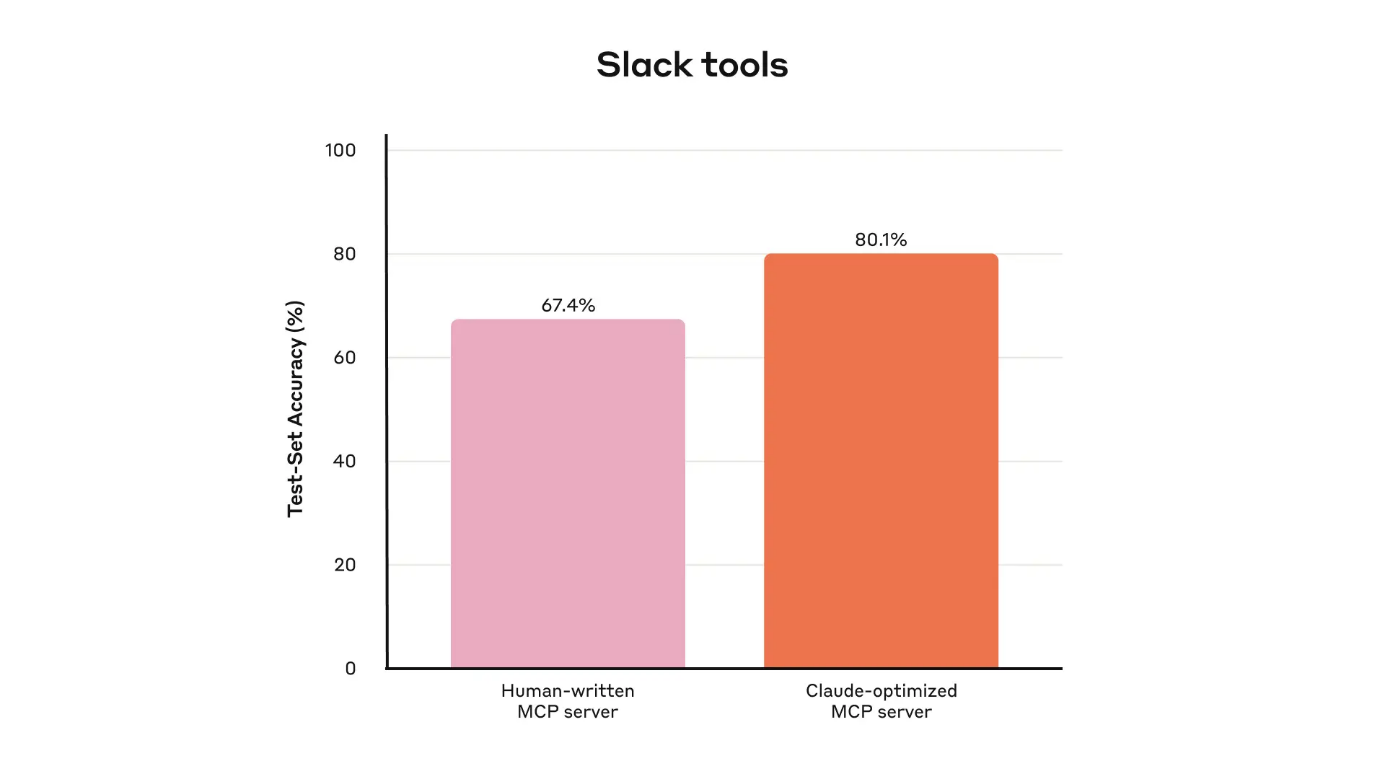 Slack tools
100
80
60
40
20
0
Test-Set Accuracy (%)
67.4%
80.1%
Human-written
MCP server
Claude-optimized
MCP server